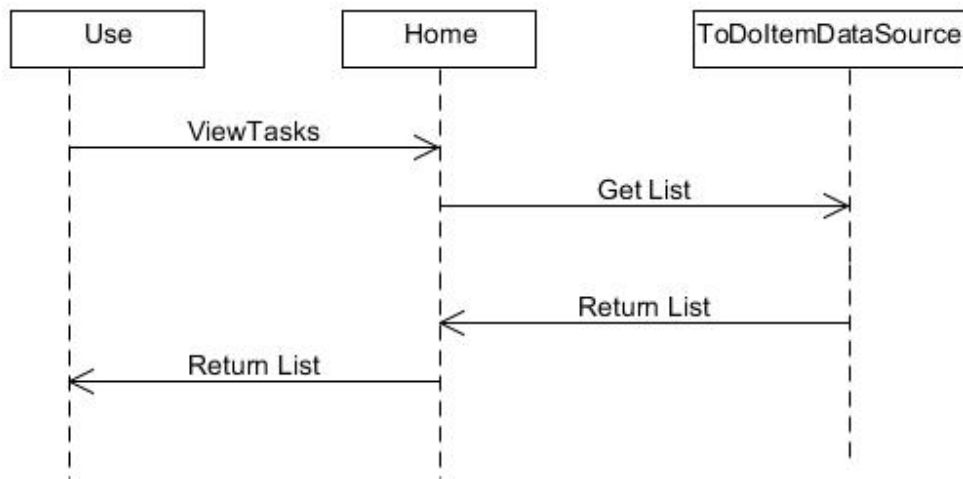 Use
Home
ToDoItemDataSource
ViewTasks
Get List
Return List
Return List